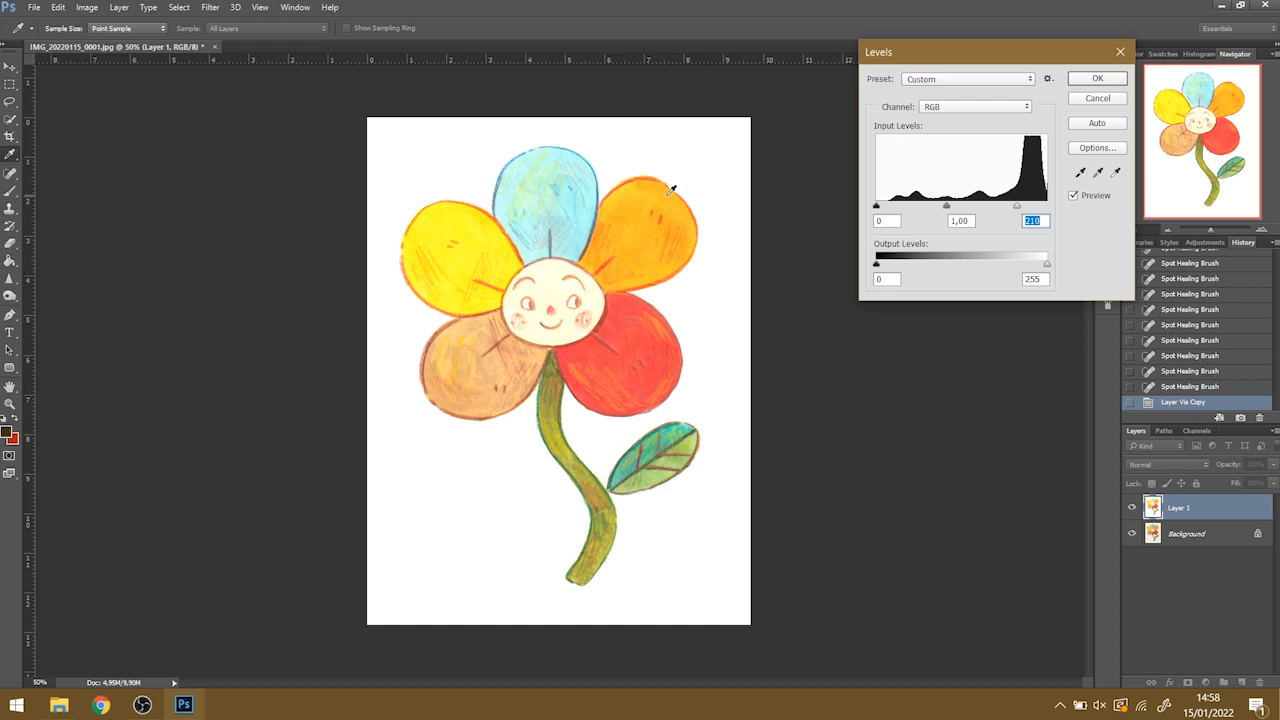 Ps File Edit Image Layer Type Select Filter 3D View Window Help
Sample Size: Point Sample Sample: All Layers Show Sampling Ring Essentials
IMG_20220115_0001.jpg @ 50% (Layer 1, RGB/8) *
Levels
Preset: Custom
OK
Channel: RGB
Cancel
Input Levels:
Auto
Options...
Preview
0 1,00 210
Output Levels:
0 255
Swatches Histogram Navigator
Styles Adjustments History
Spot Healing Brush
Spot Healing Brush
Spot Healing Brush
Spot Healing Brush
Spot Healing Brush
Spot Healing Brush
Spot Healing Brush
Spot Healing Brush
Spot Healing Brush
Layer Via Copy
Layers Paths Channels
Kind
Normal Opacity: 100%
Lock: Fill: 100%
Layer 1
Background
50% Doc: 4,95M/9,90M
Ps
14:58
15/01/2022
1